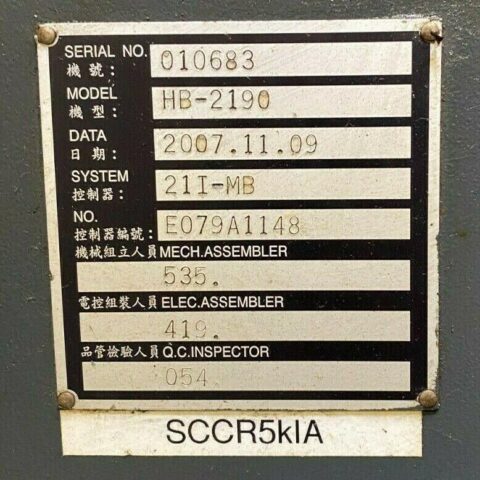 SERIAL NO. 010683
機號：
MODEL HB-2190
機型：
DATA 2007.11.09
日期：
SYSTEM 21I-MB
控制器：
NO. E079A1148
控制器編號：
機械組立人員 MECH.ASSEMBLER
535.
電控組裝人員 ELEC.ASSEMBLER
419.
品管檢驗人員 Q.C.INSPECTOR
054
SCCR5kIA